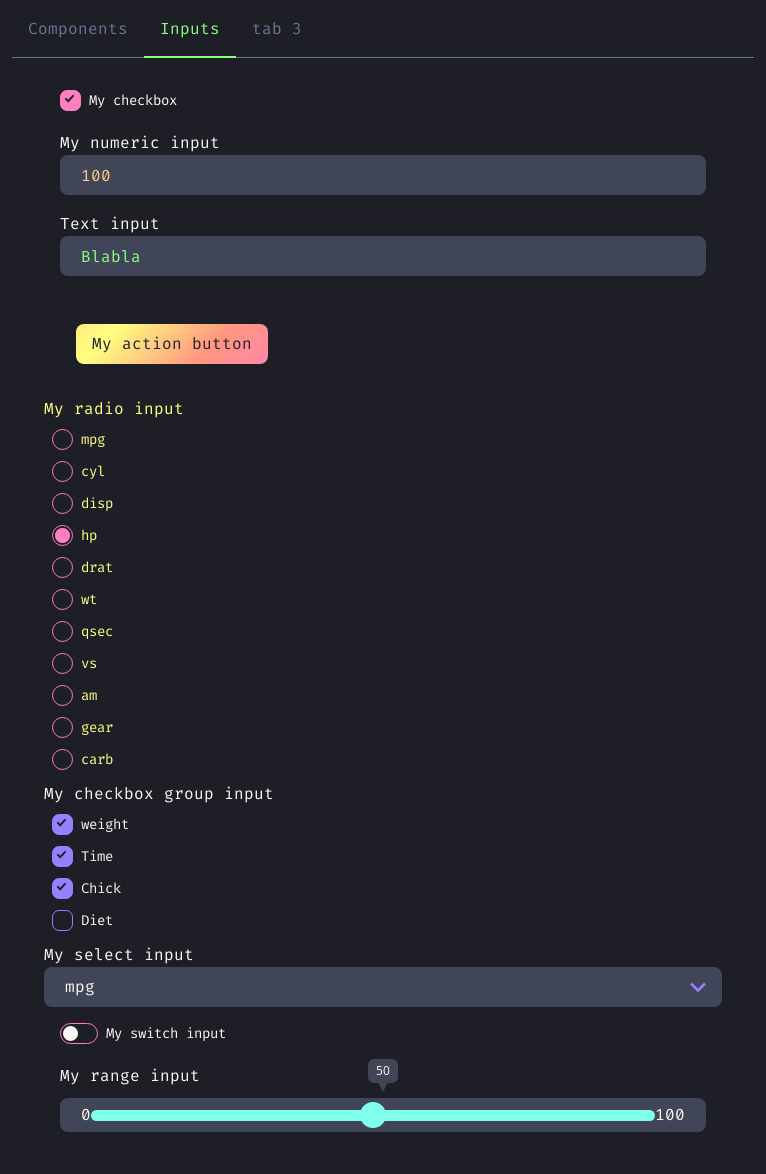 Components Inputs tab 3
My checkbox
My numeric input
100
Text input
Blabla
My action button
My radio input
mpg
cyl
disp
hp
drat
wt
qsec
vs
am
gear
carb
My checkbox group input
weight
Time
Chick
Diet
My select input
mpg
My switch input
My range input
50
0 100